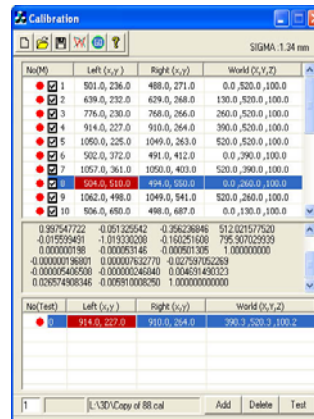 Calibration
SIGMA :1.24 mm
No(M) Left (x,y) Right (x,y) World (X,Y,Z)
1 501.0, 236.0 488.0, 271.0 0.0 ,520.0 ,100.0
2 639.0, 232.0 629.0, 268.0 130.0 ,520.0 ,100.0
3 776.0, 230.0 768.0, 266.0 260.0 ,520.0 ,100.0
4 914.0, 227.0 910.0, 264.0 390.0 ,520.0 ,100.0
5 1050.0, 225.0 1049.0, 263.0 520.0 ,520.0 ,100.0
6 502.0, 372.0 491.0, 412.0 0.0 ,390.0 ,100.0
7 1057.0, 361.0 1050.0, 403.0 520.0 ,390.0 ,100.0
8 504.0, 510.0 494.0, 550.0 0.0 ,260.0 ,100.0
9 1062.0, 498.0 1049.0, 541.0 520.0 ,260.0 ,100.0
10 506.0, 650.0 498.0, 687.0 0.0 ,130.0 ,100.0
0.997547722 -0.051325542 -0.356236846 512.021577520
-0.015599491 -1.019330208 -0.160251608 795.907029939
0.000000198 -0.000053146 -0.000501305 1.000000000
-0.000000196801 0.000007632770 -0.027597052269
-0.000005406508 -0.000000246840 0.004691490323
0.026574908346 -0.005910008250 1.000000000000
No(Test) Left (x,y) Right (x,y) World (X,Y,Z)
0 914.0, 227.0 910.0, 264.0 390.3 ,520.3 ,100.2
1 L:\3D\Copy of 88.cal Add Delete Test